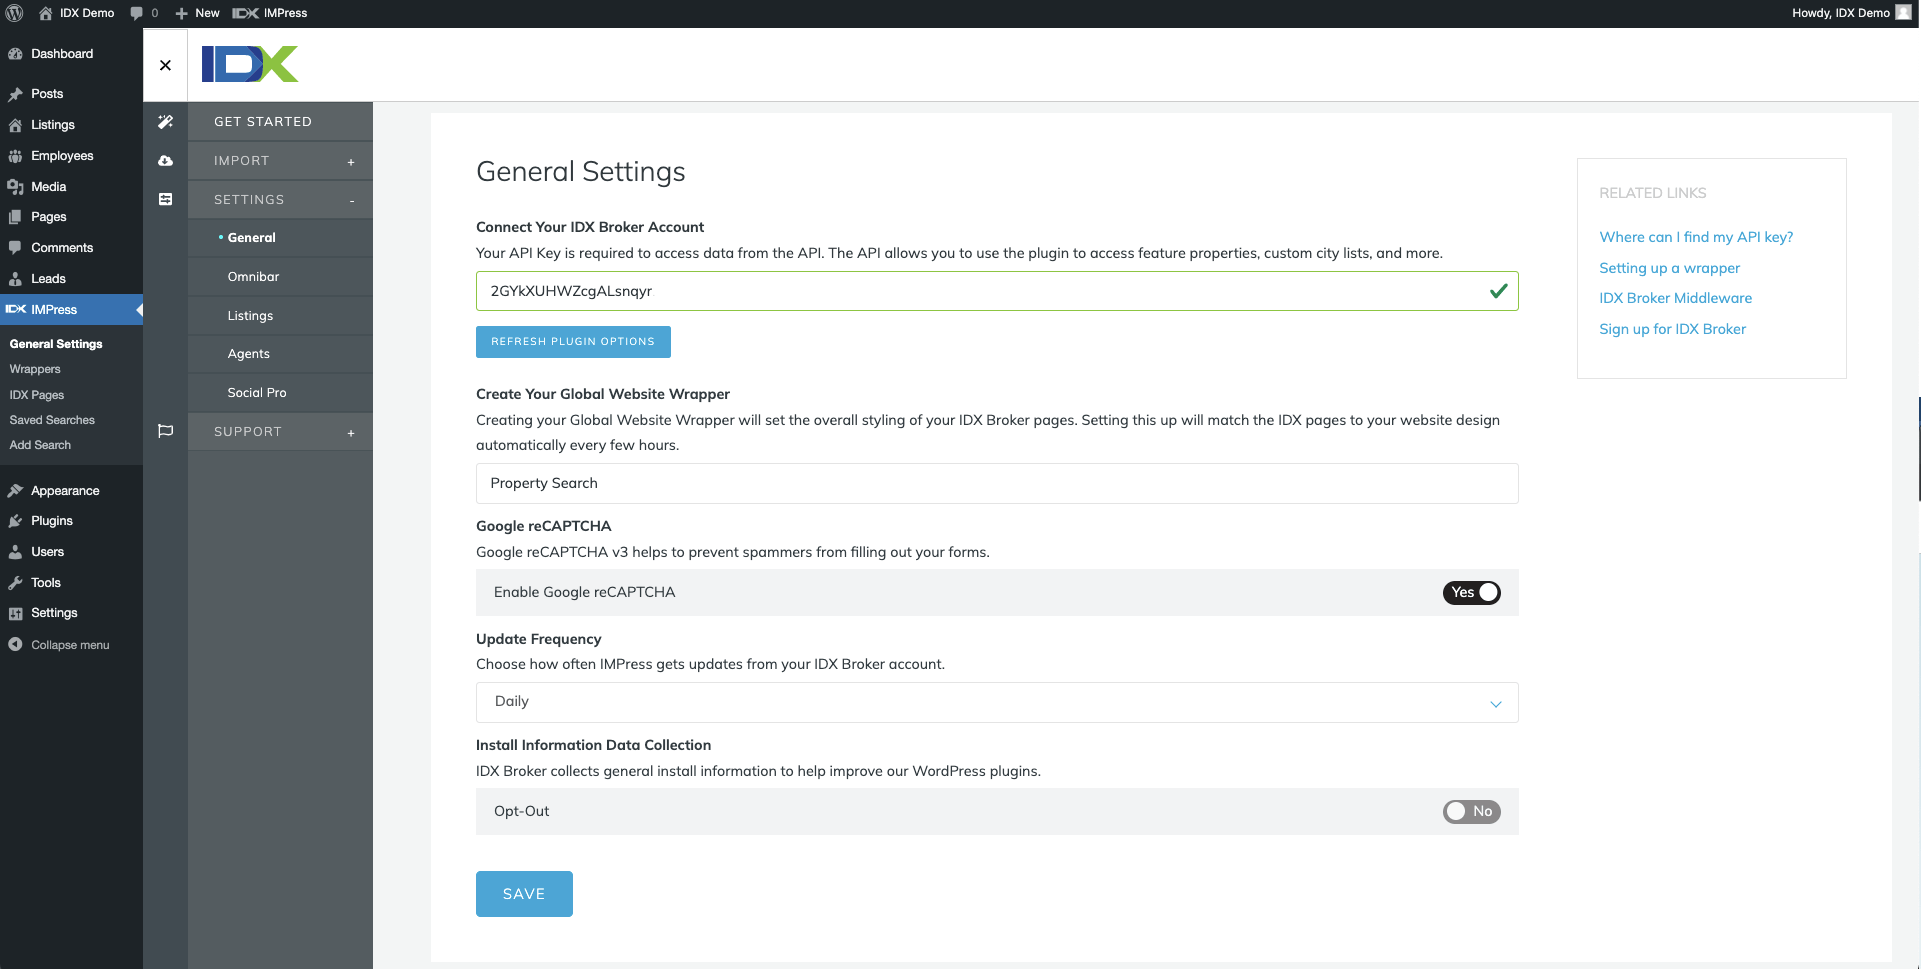 IDX Demo
0
New
IDX IMPress
Howdy, IDX Demo
Dashboard
Posts
Listings
Employees
Media
Pages
Comments
Leads
IDX IMPress
General Settings
Wrappers
IDX Pages
Saved Searches
Add Search
Appearance
Plugins
Users
Tools
Settings
Collapse menu
IDX
GET STARTED
IMPORT +
SETTINGS -
General
Omnibar
Listings
Agents
Social Pro
SUPPORT +
General Settings
Connect Your IDX Broker Account
Your API Key is required to access data from the API. The API allows you to use the plugin to access feature properties, custom city lists, and more.
2GYkXUHWZcgALsnqyr
REFRESH PLUGIN OPTIONS
Create Your Global Website Wrapper
Creating your Global Website Wrapper will set the overall styling of your IDX Broker pages. Setting this up will match the IDX pages to your website design
automatically every few hours.
Property Search
Google reCAPTCHA
Google reCAPTCHA v3 helps to prevent spammers from filling out your forms.
Enable Google reCAPTCHA
Yes
Update Frequency
Choose how often IMPress gets updates from your IDX Broker account.
Daily
Install Information Data Collection
IDX Broker collects general install information to help improve our WordPress plugins.
Opt-Out
No
SAVE
RELATED LINKS
Where can I find my API key?
Setting up a wrapper
IDX Broker Middleware
Sign up for IDX Broker